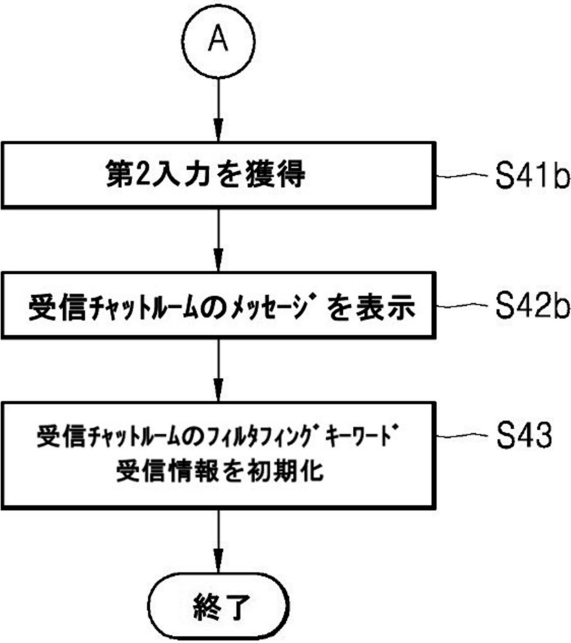 A
第2入力を獲得
S41b
受信ﾁｬｯﾄﾙｰﾑのﾒｯｾｰｼﾞを表示
S42b
受信ﾁｬｯﾄﾙｰﾑのﾌｨﾙﾀﾌｨﾝｸﾞｷｰﾜｰﾄﾞ
受信情報を初期化
S43
終了